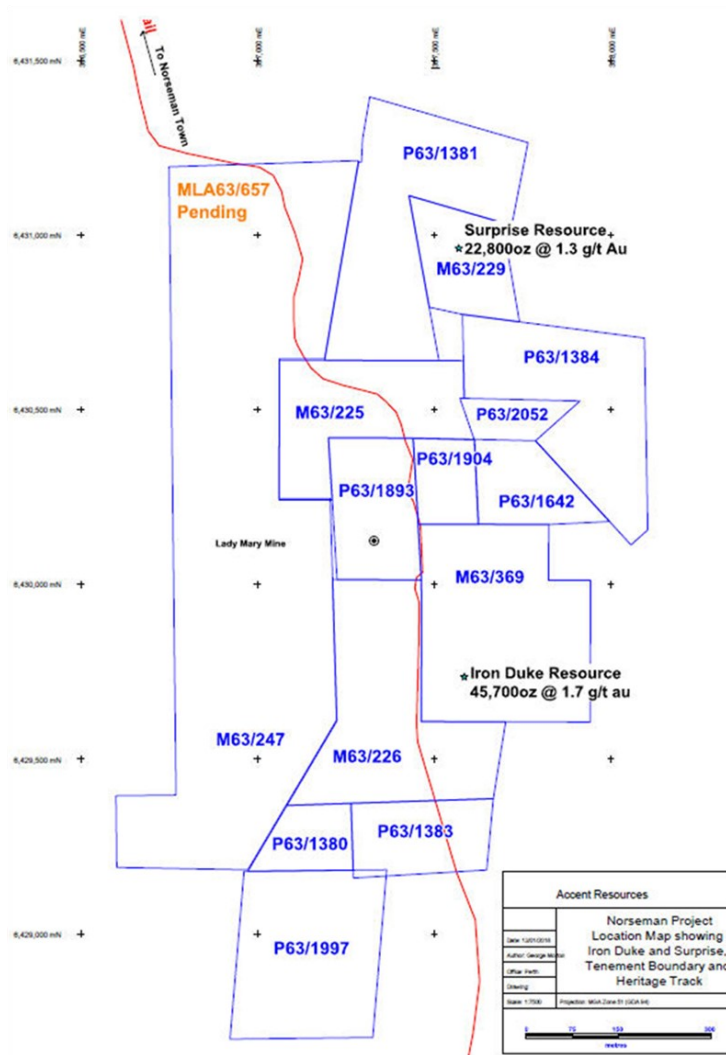 ail
To Norseman Town
6,431,500 mN
P63/1381
MLA63/657
Pending
Surprise Resource
22,800oz @ 1.3 g/t Au
M63/229
6,431,000 mN
P63/1384
6,430,500 mN
M63/225
P63/2052
P63/1904
P63/1893
P63/1642
Lady Mary Mine
6,430,000 mN
M63/369
Iron Duke Resource
45,700oz @ 1.7 g/t au
M63/247
M63/226
6,429,500 mN
P63/1380
P63/1383
6,429,000 mN
P63/1997
Accent Resources
Norseman Project
Location Map showing
Iron Duke and Surprise,
Tenement Boundary and
Heritage Track
Author: George
Office: Perth
Drawing:
Scale: 1:7500
Projection: MGA Zone 51 (GDA 94)
0 75 150 300
metres